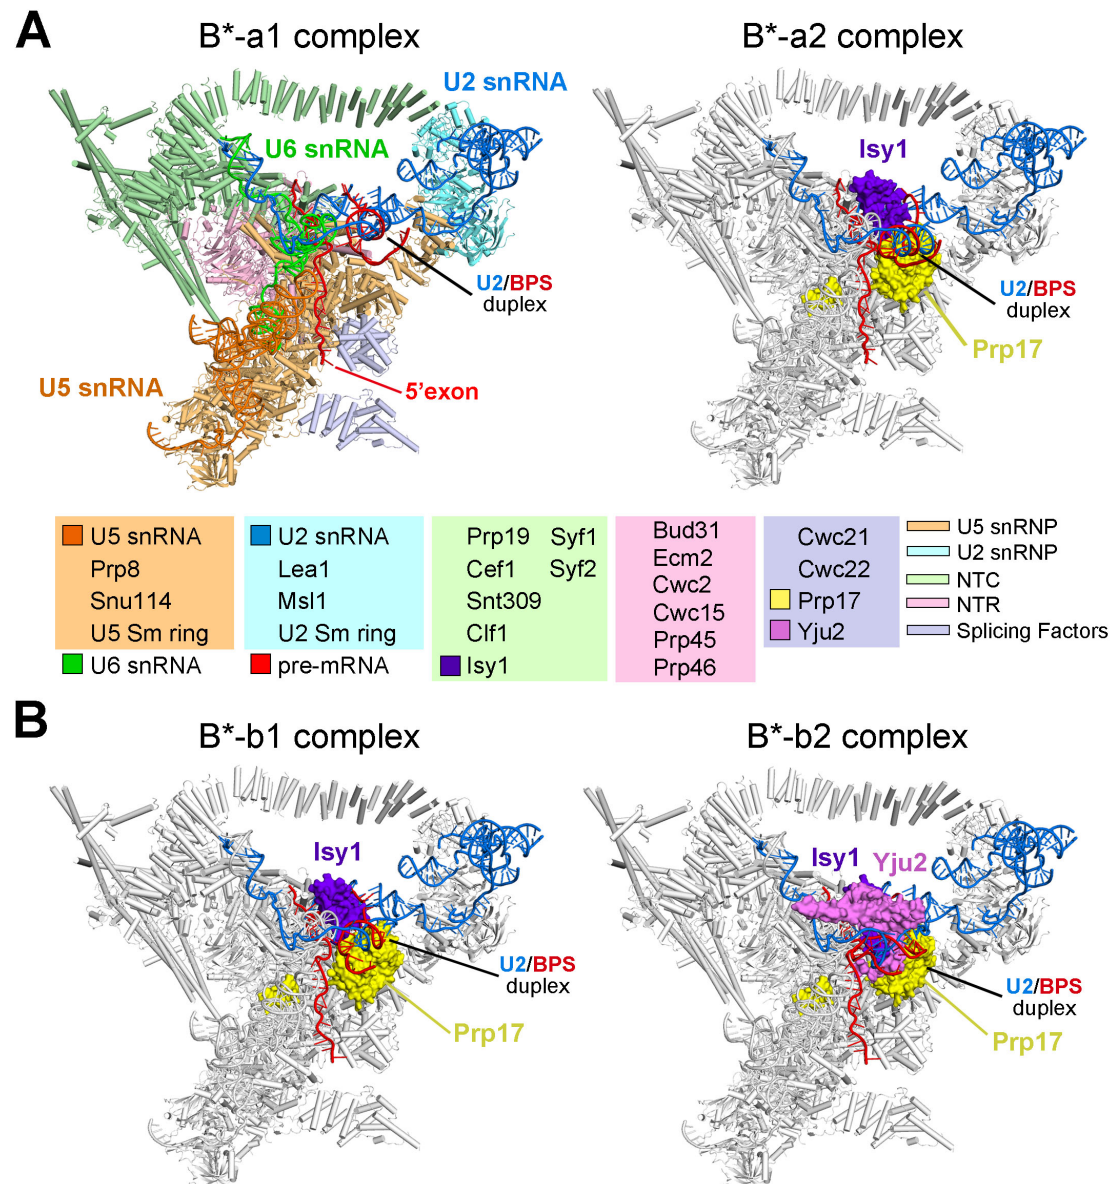 A
B*-a1 complex
B*-a2 complex
U2 snRNA
U6 snRNA
Isy1
U2/BPS
duplex
U2/BPS
duplex
Prp17
U5 snRNA
5'exon
U5 snRNA
Prp8
Snu114
U5 Sm ring
U6 snRNA
U2 snRNA
Lea1
Msl1
U2 Sm ring
pre-mRNA
Prp19 Syf1
Cef1 Syf2
Snt309
Clf1
Isy1
Bud31
Ecm2
Cwc2
Cwc15
Prp45
Prp46
Cwc21
Cwc22
Prp17
Yju2
U5 snRNP
U2 snRNP
NTC
NTR
Splicing Factors
B
B*-b1 complex
B*-b2 complex
Isy1
U2/BPS
duplex
Prp17
Isy1 Yju2
U2/BPS
duplex
Prp17